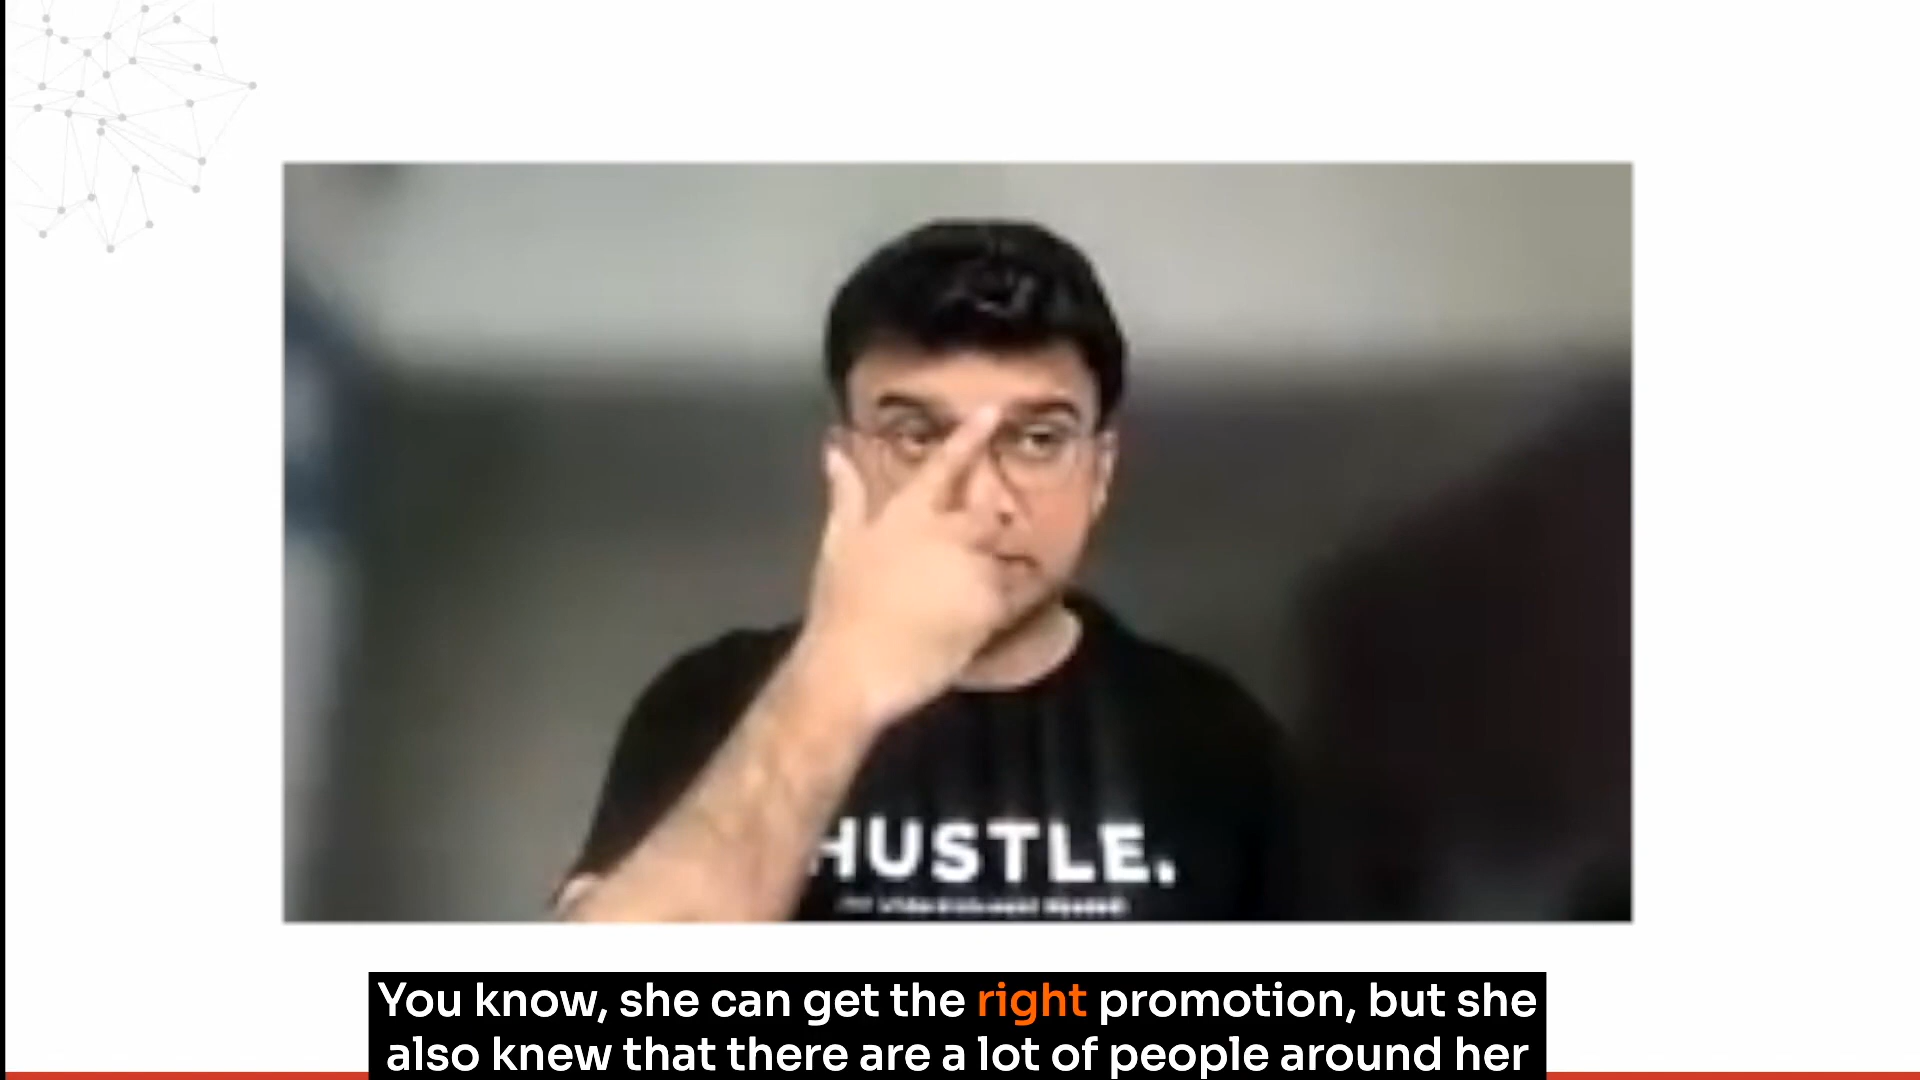 HUSTLE.
You know, she can get the right promotion, but she
also knew that there are a lot of people around her